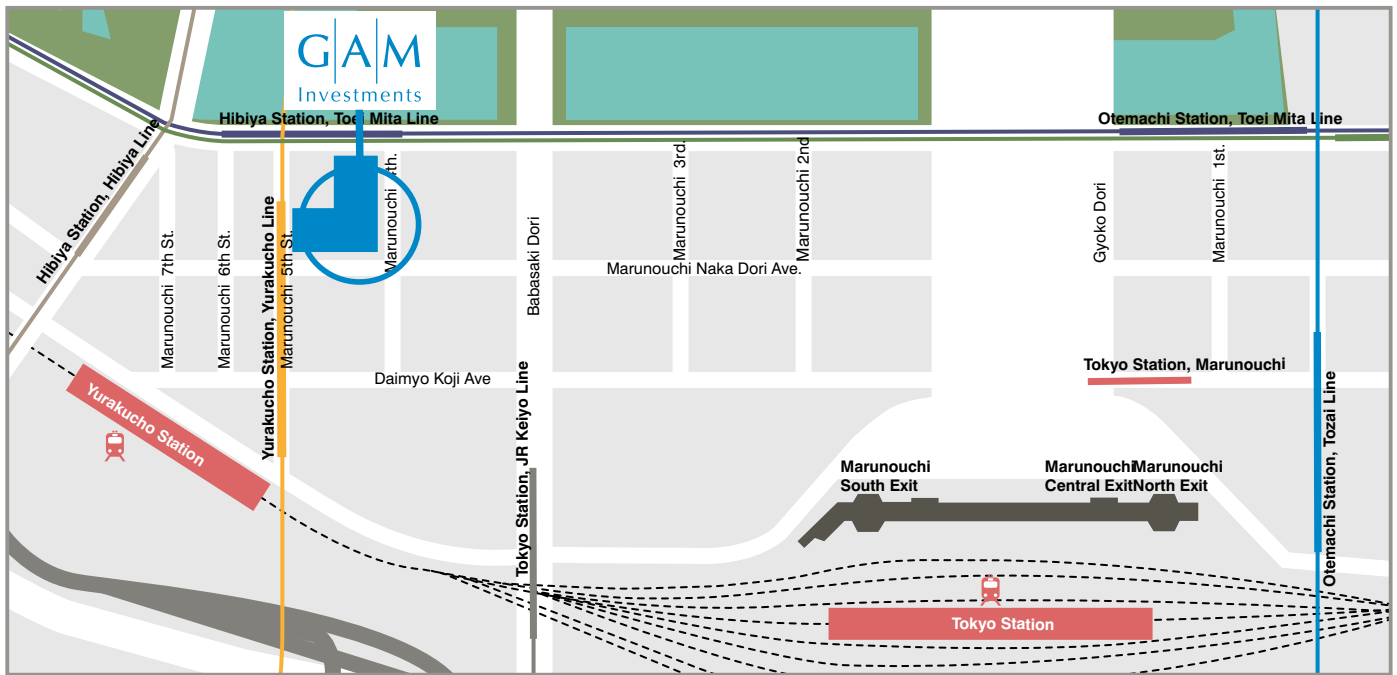 G|A|M
Investments
Hibiya Station, Toei Mita Line
Otemachi Station, Toei Mita Line
Hibiya Station, Hibiya Line
Marunouchi 7th St.
Marunouchi 6th St.
Yurakucho Station, Yurakucho Line
Marunouchi 5th St.
Marunouchi 4th.
Babasaki Dori
Marunouchi 3rd.
Marunouchi 2nd
Gyoko Dori
Marunouchi 1st.
Marunouchi Naka Dori Ave.
Daimyo Koji Ave
Tokyo Station, Marunouchi
Yurakucho Station
Tokyo Station, JR Keiyo Line
Otemachi Station, Tozai Line
Marunouchi
South Exit
Marunouchi
Central Exit
Marunouchi
North Exit
Tokyo Station